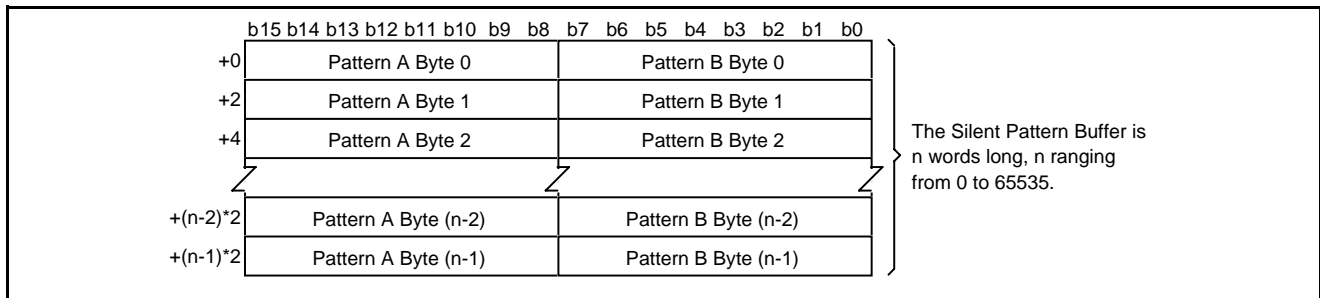 b15 b14 b13 b12 b11 b10 b9 b8 b7 b6 b5 b4 b3 b2 b1 b0
+0 Pattern A Byte 0 Pattern B Byte 0
+2 Pattern A Byte 1 Pattern B Byte 1
+4 Pattern A Byte 2 Pattern B Byte 2
The Silent Pattern Buffer is
n words long, n ranging
from 0 to 65535.
+(n-2)*2 Pattern A Byte (n-2) Pattern B Byte (n-2)
+(n-1)*2 Pattern A Byte (n-1) Pattern B Byte (n-1)